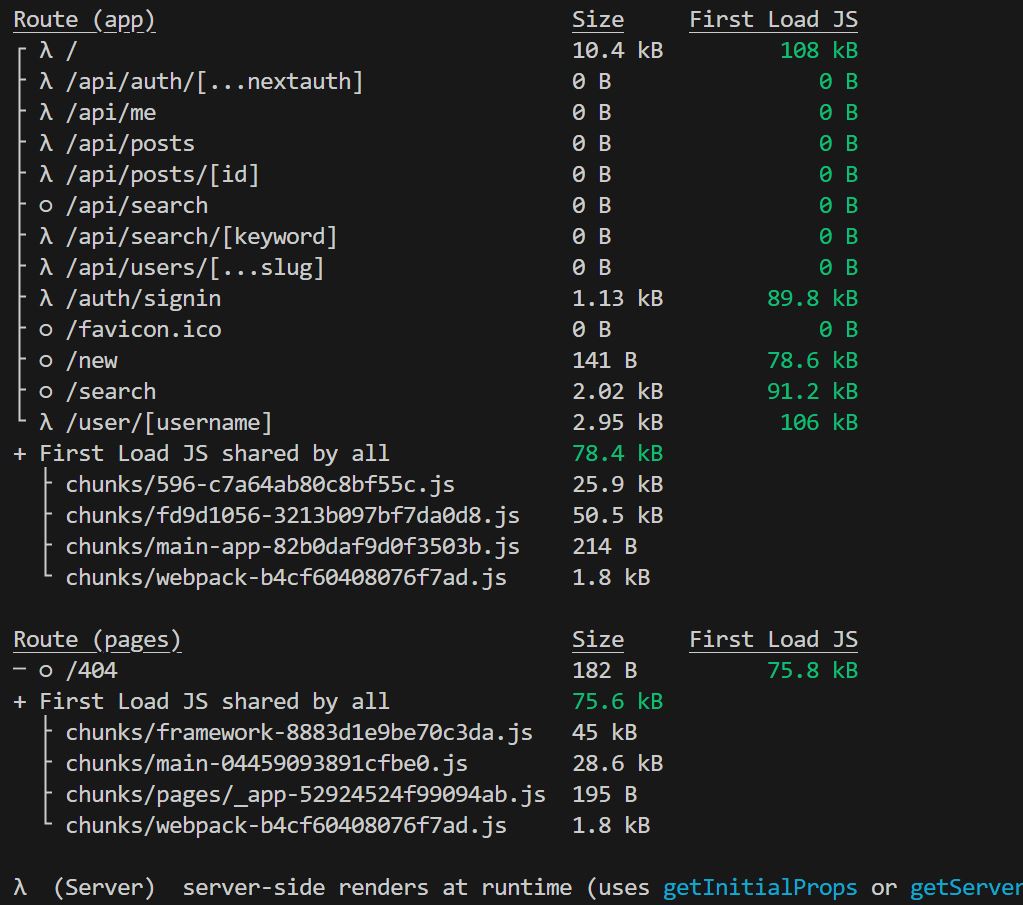 Route (app)                                Size     First Load JS
┌ λ /                                      10.4 kB         108 kB
├ λ /api/auth/[...nextauth]                0 B                0 B
├ λ /api/me                                0 B                0 B
├ λ /api/posts                             0 B                0 B
├ λ /api/posts/[id]                        0 B                0 B
├ ○ /api/search                            0 B                0 B
├ λ /api/search/[keyword]                  0 B                0 B
├ λ /api/users/[...slug]                   0 B                0 B
├ λ /auth/signin                           1.13 kB        89.8 kB
├ ○ /favicon.ico                           0 B                0 B
├ ○ /new                                   141 B          78.6 kB
├ ○ /search                                2.02 kB        91.2 kB
└ λ /user/[username]                       2.95 kB         106 kB
+ First Load JS shared by all              78.4 kB
  ├ chunks/596-c7a64ab80c8bf55c.js         25.9 kB
  ├ chunks/fd9d1056-3213b097bf7da0d8.js    50.5 kB
  ├ chunks/main-app-82b0daf9d0f3503b.js    214 B
  └ chunks/webpack-b4cf60408076f7ad.js     1.8 kB
Route (pages)                              Size     First Load JS
─ ○ /404                                   182 B          75.8 kB
+ First Load JS shared by all              75.6 kB
  ├ chunks/framework-8883d1e9be70c3da.js   45 kB
  ├ chunks/main-04459093891cfbe0.js        28.6 kB
  ├ chunks/pages/_app-52924524f99094ab.js  195 B
  └ chunks/webpack-b4cf60408076f7ad.js     1.8 kB
λ  (Server)  server-side renders at runtime (uses getInitialProps or getServer